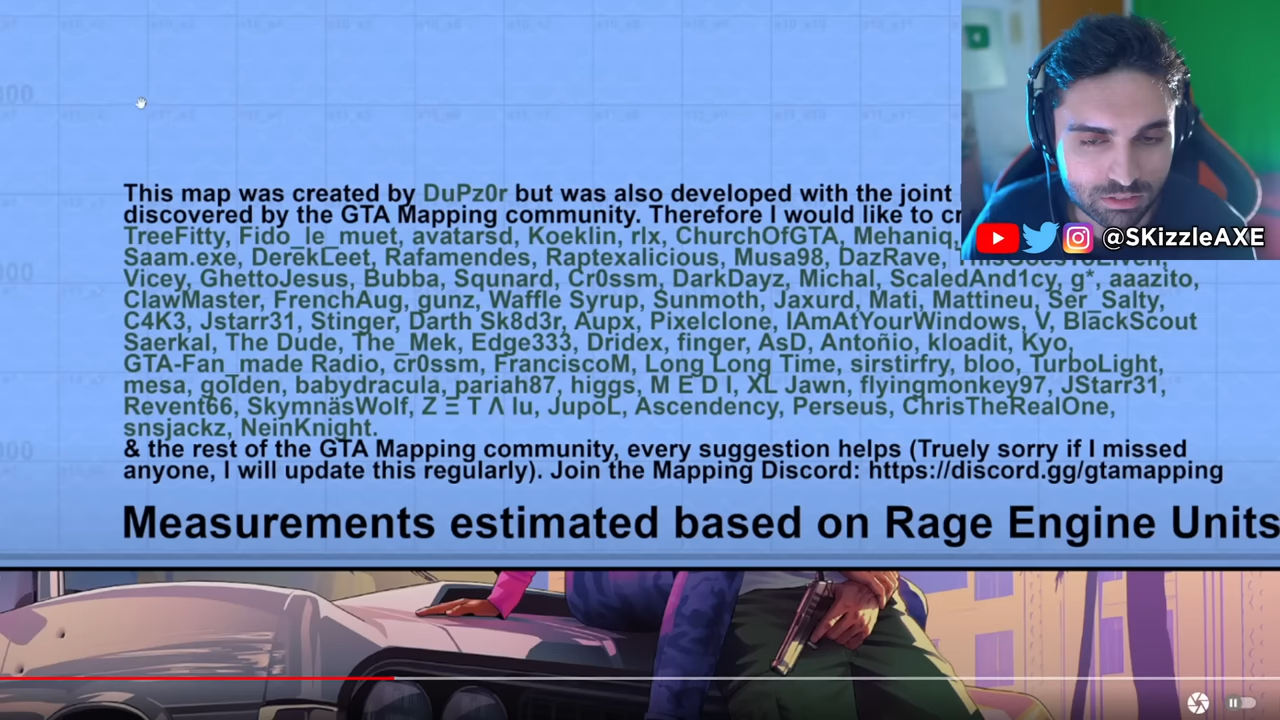 This map was created by DuPz0r but was also developed with the joint
discovered by the GTA Mapping community. Therefore I would like to
TreeFitty, Fido_le_muet, avatarsd, Koeklin, rlx, ChurchOfGTA, Mehaniq,
@SKizzleAXE
Saam.exe, DerekLeet, Rafamendes, Raptexalicious, Musa98, DazRave,
Vicey, GhettoJesus, Bubba, Squnard, Cr0ssm, DarkDayz, Michal, ScaledAnd1cy, g*, aaazito,
ClawMaster, FrenchAug, gunz, Waffle Syrup, Sunmoth, Jaxurd, Mati, Mattineu, Ser_Salty,
C4K3, Jstarr31, Stinger, Darth Sk8d3r, Aupx, Pixelclone, IAmAtYourWindows, V, BlackScout
Saerkal, The Dude, The_Mek, Edge333, Dridex, finger, AsD, Antoñio, kloadit, Kyo,
GTA-Fan_made Radio, cr0ssm, FranciscoM, Long Long Time, sirstirfry, bloo, TurboLight,
mesa, golden, babydracula, pariah87, higgs, M E D I, XL Jawn, flyingmonkey97, JStarr31,
Revent66, SkymnäsWolf, Z Ξ T Λ lu, JupoL, Ascendency, Perseus, ChrisTheRealOne,
snsjackz, NeinKnight.
& the rest of the GTA Mapping community, every suggestion helps (Truely sorry if I missed
anyone, I will update this regularly). Join the Mapping Discord: https://discord.gg/gtamapping
Measurements estimated based on Rage Engine Units